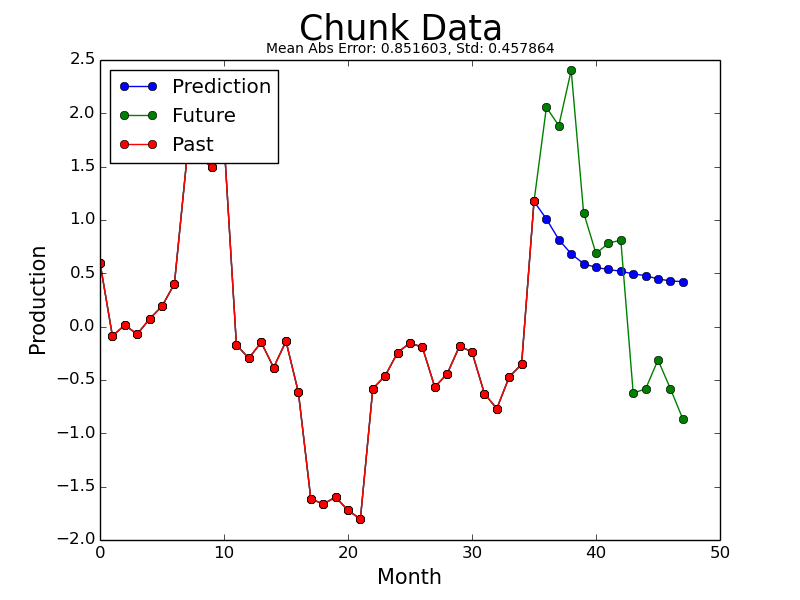 Chunk Data
Mean Abs Error: 0.851603, Std: 0.457864
Prediction
Future
Past
2.5
2.0
1.5
1.0
0.5
0.0
−0.5
−1.0
−1.5
−2.0
Production
0 10 20 30 40 50
Month